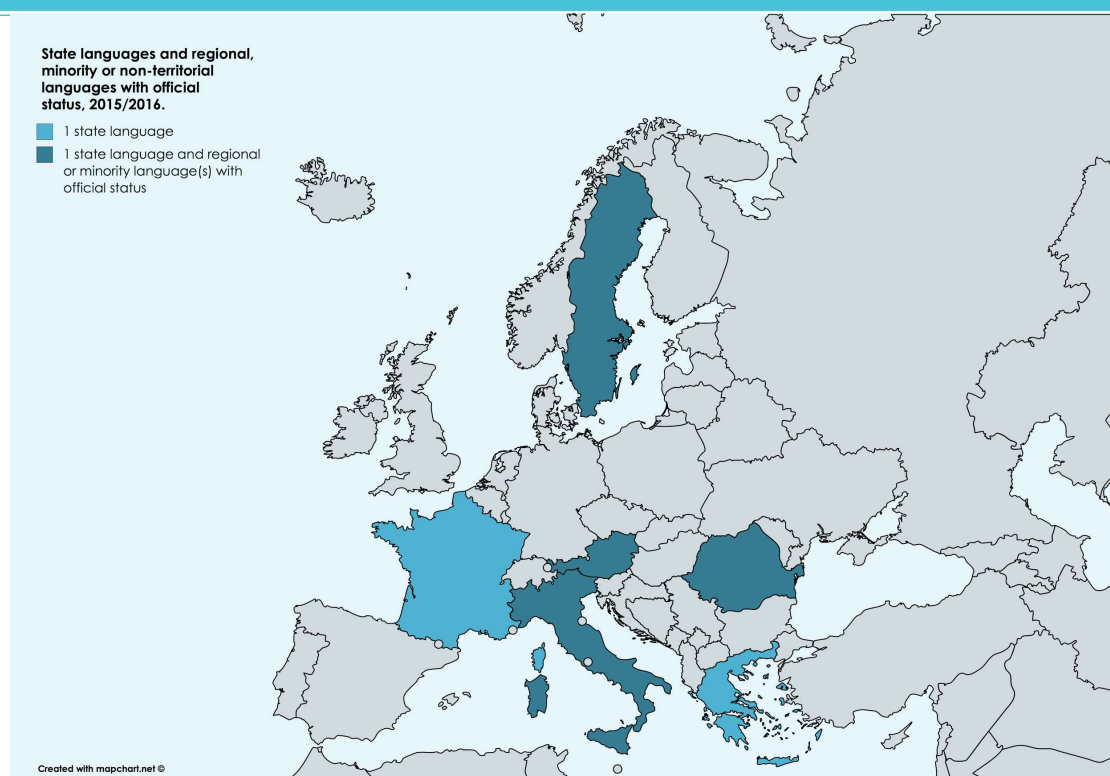 State languages and regional,
minority or non-territorial
languages with official
status, 2015/2016.
1 state language
1 state language and regional
or minority language(s) with
official status
Created with mapchart.net ©